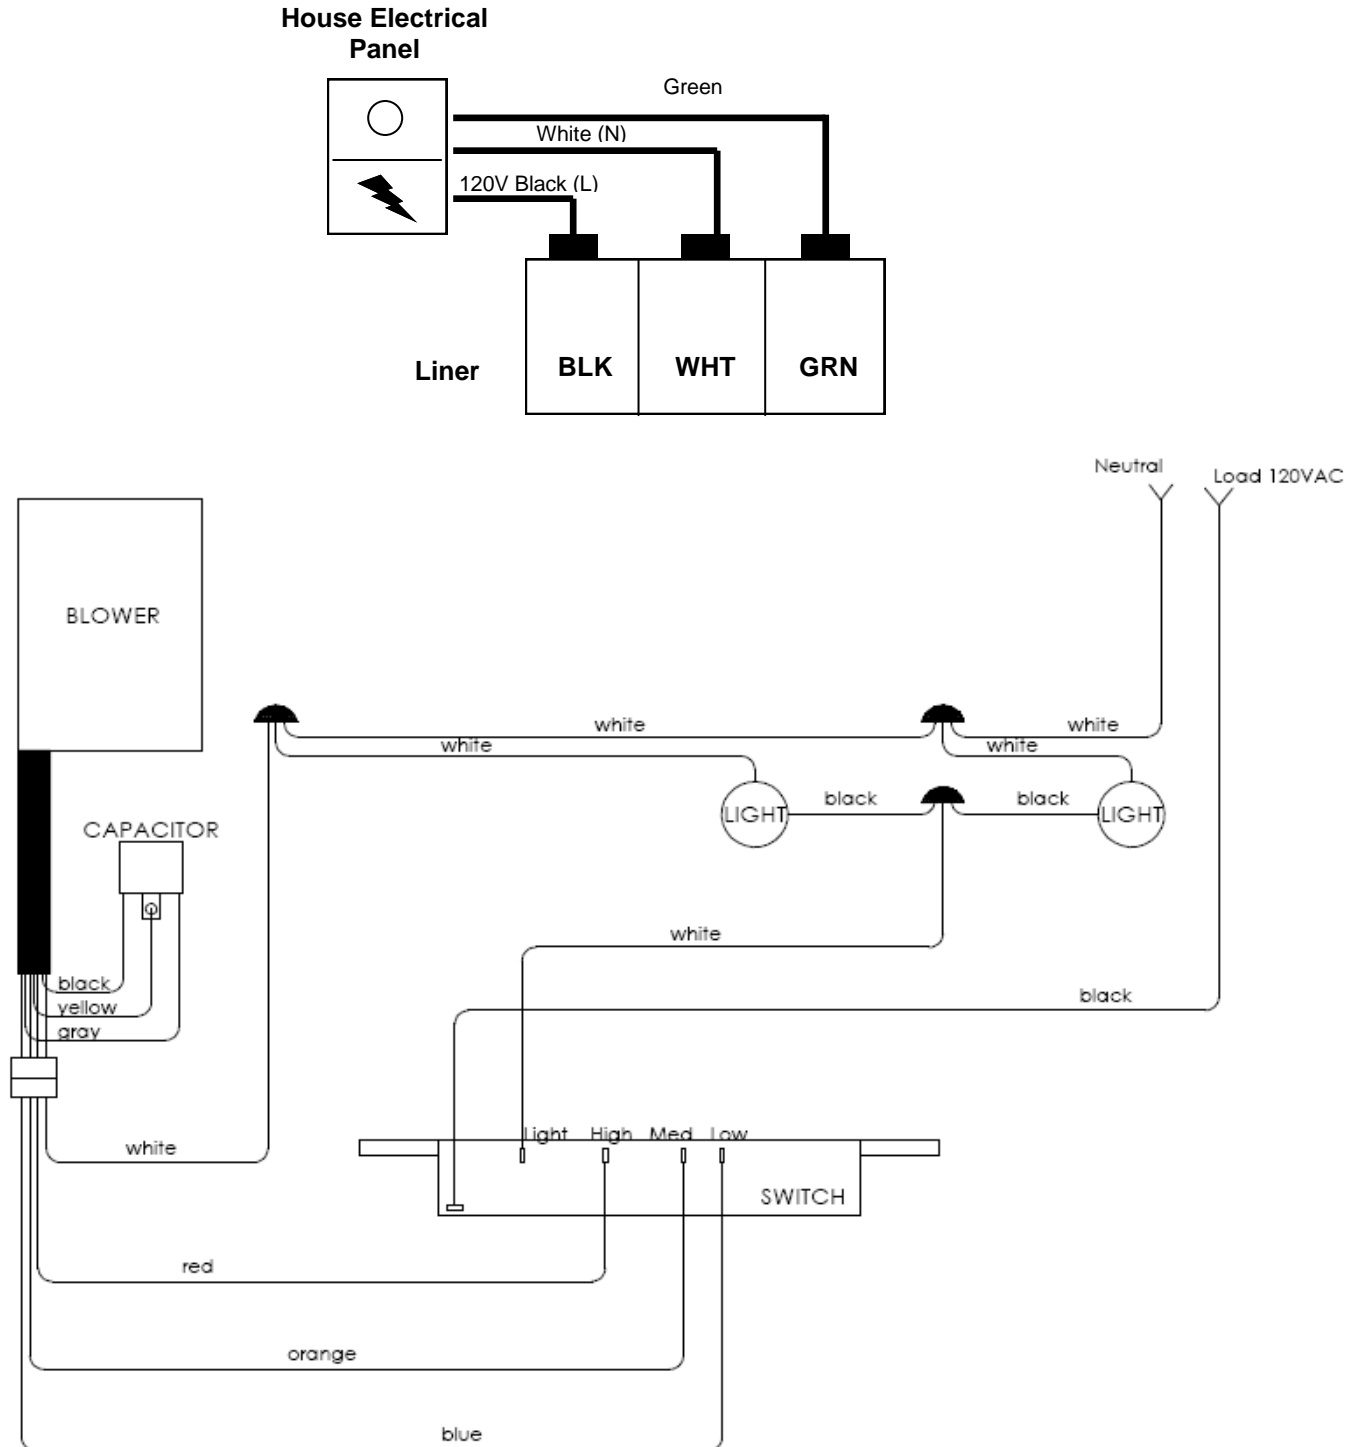 House Electrical
Panel
Green
White (N)
120V Black (L)
Liner
BLK
WHT
GRN
Neutral
Load 120VAC
BLOWER
white
white
white
white
LIGHT
black
black
LIGHT
CAPACITOR
white
black
yellow
gray
black
white
Light
High
Med
Low
SWITCH
red
orange
blue